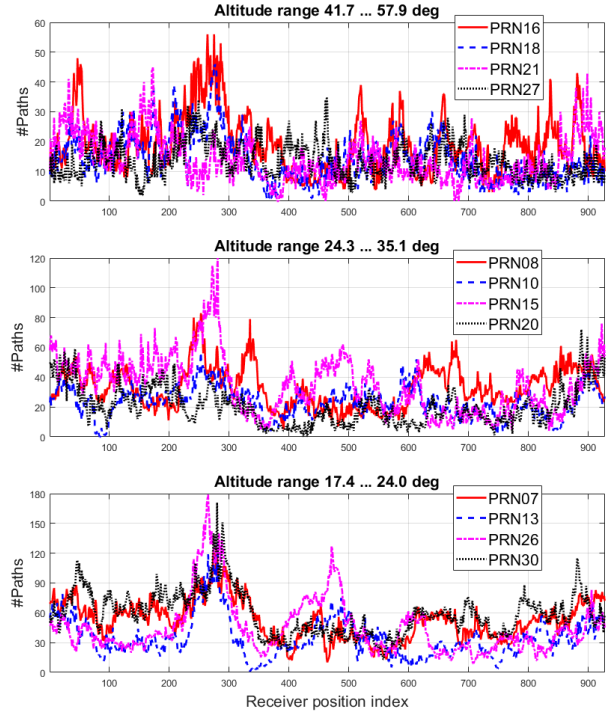 Altitude range 41.7 ... 57.9 deg
#Paths
60
50
40
30
20
10
0
PRN16
PRN18
PRN21
PRN27
100 200 300 400 500 600 700 800 900
Altitude range 24.3 ... 35.1 deg
#Paths
120
100
80
60
40
20
0
PRN08
PRN10
PRN15
PRN20
100 200 300 400 500 600 700 800 900
Altitude range 17.4 ... 24.0 deg
#Paths
180
150
120
90
60
30
0
PRN07
PRN13
PRN26
PRN30
100 200 300 400 500 600 700 800 900
Receiver position index